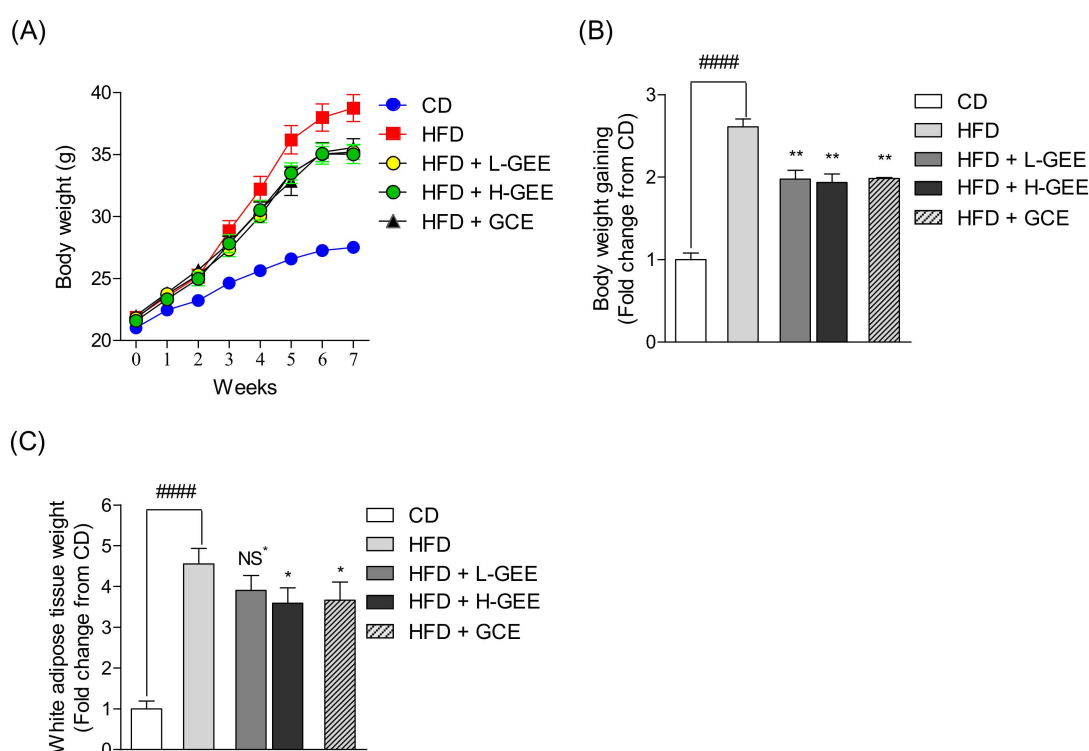 (A)
Body weight (g)
40
35
30
25
20
0 1 2 3 4 5 6 7
Weeks
CD
HFD
HFD + L-GEE
HFD + H-GEE
HFD + GCE
(B)
Body weight gaining
(Fold change from CD)
3
2
1
0
####
**
**
**
CD
HFD
HFD + L-GEE
HFD + H-GEE
HFD + GCE
(C)
White adipose tissue weight
(Fold change from CD)
6
5
4
3
2
1
0
####
NS*
*
*
CD
HFD
HFD + L-GEE
HFD + H-GEE
HFD + GCE